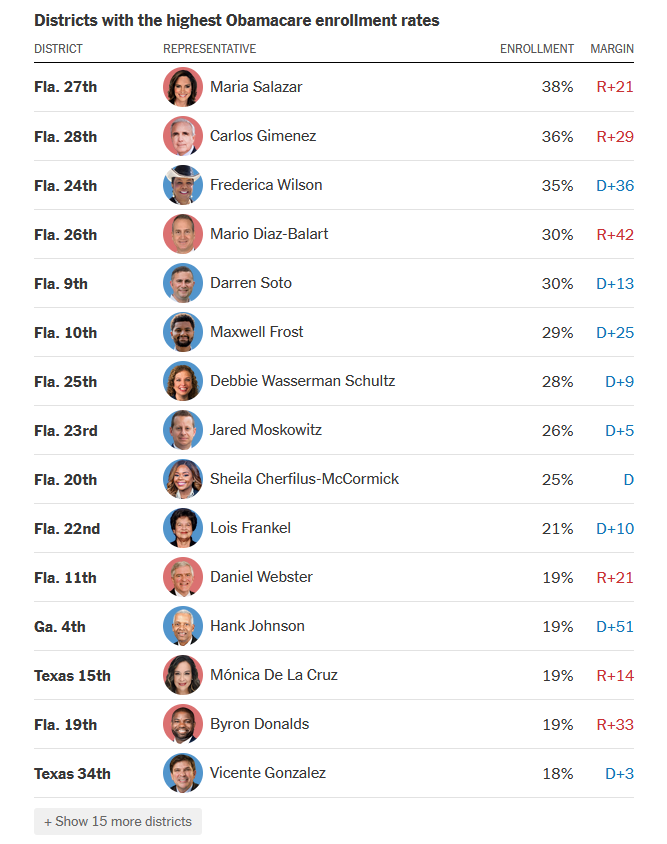 Districts with the highest Obamacare enrollment rates
DISTRICT REPRESENTATIVE ENROLLMENT MARGIN
Fla. 27th Maria Salazar 38% R+21
Fla. 28th Carlos Gimenez 36% R+29
Fla. 24th Frederica Wilson 35% D+36
Fla. 26th Mario Diaz-Balart 30% R+42
Fla. 9th Darren Soto 30% D+13
Fla. 10th Maxwell Frost 29% D+25
Fla. 25th Debbie Wasserman Schultz 28% D+9
Fla. 23rd Jared Moskowitz 26% D+5
Fla. 20th Sheila Cherfilus-McCormick 25% D
Fla. 22nd Lois Frankel 21% D+10
Fla. 11th Daniel Webster 19% R+21
Ga. 4th Hank Johnson 19% D+51
Texas 15th Mónica De La Cruz 19% R+14
Fla. 19th Byron Donalds 19% R+33
Texas 34th Vicente Gonzalez 18% D+3
+ Show 15 more districts